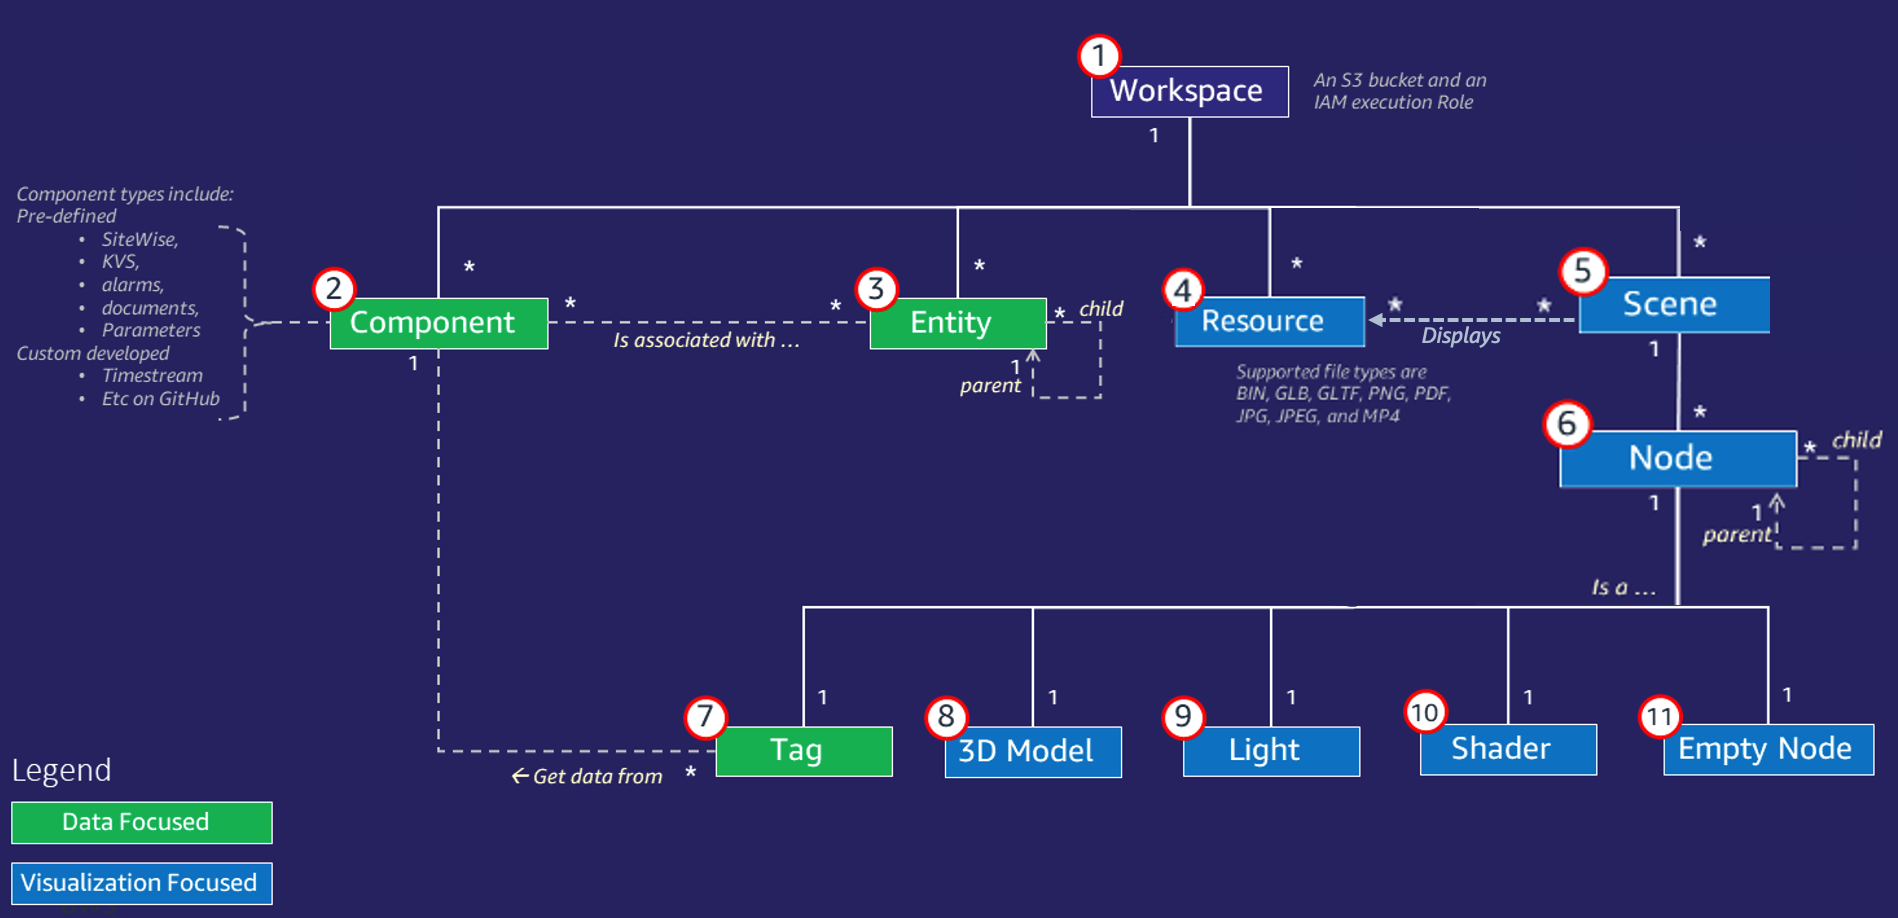 1
Workspace
An S3 bucket and an
IAM execution Role
1
Component types include:
Pre-defined
• SiteWise,
• KVS,
• alarms,
• documents,
• Parameters
Custom developed
• Timestream
• Etc on GitHub
*
*
*
*
2
Component
1
*
Is associated with ...
*
3
Entity
* child
1
parent
4
Resource
*
Displays
*
Supported file types are
BIN, GLB, GLTF, PNG, PDF,
JPG, JPEG, and MP4
5
Scene
1
*
6
Node
* child
1
1
parent
Is a ...
1
1
1
1
1
7
Tag
← Get data from *
8
3D Model
9
Light
10
Shader
11
Empty Node
Legend
Data Focused
Visualization Focused